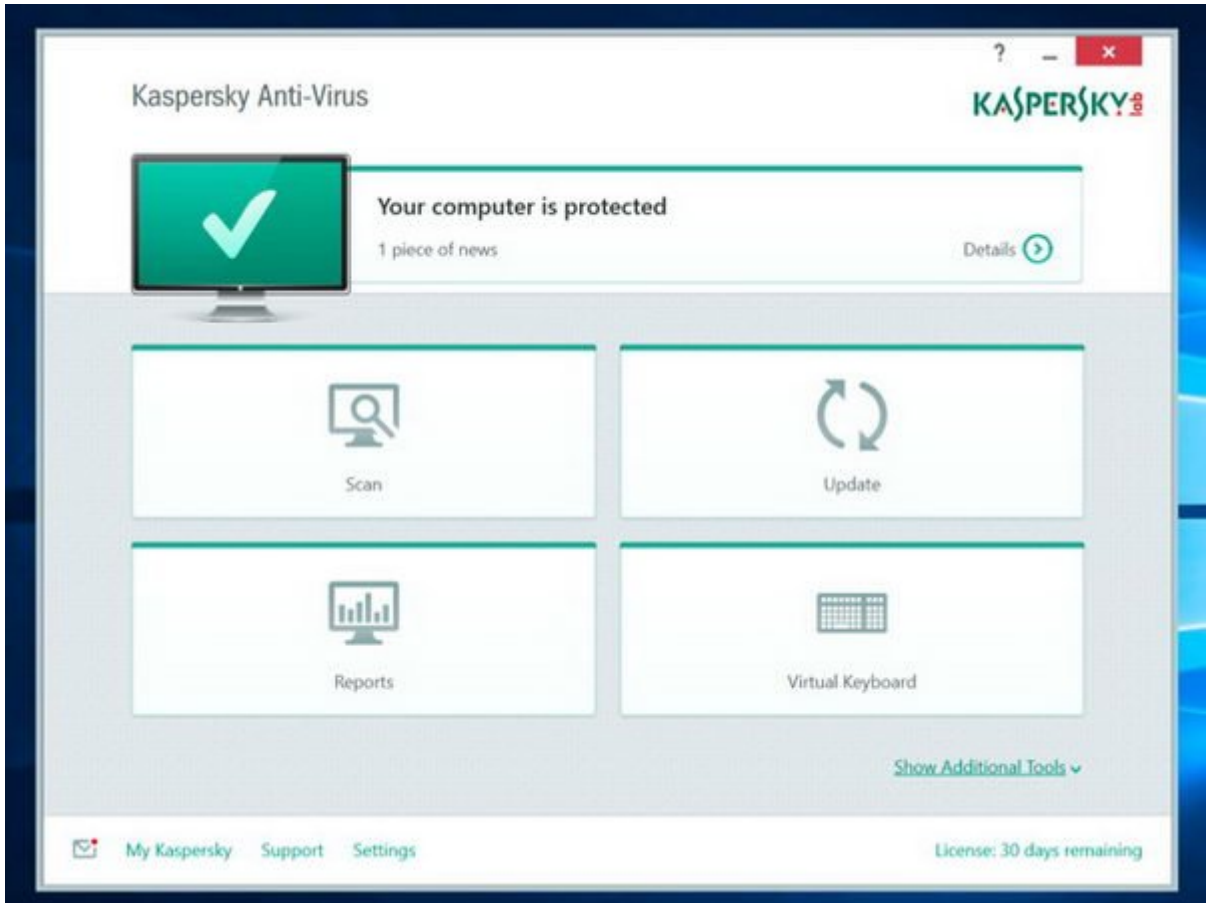 ?
Kaspersky Anti-Virus
KASPERSKY lab
Your computer is protected
1 piece of news
Details
Scan
Update
Reports
Virtual Keyboard
Show Additional Tools
My Kaspersky Support Settings
License: 30 days remaining